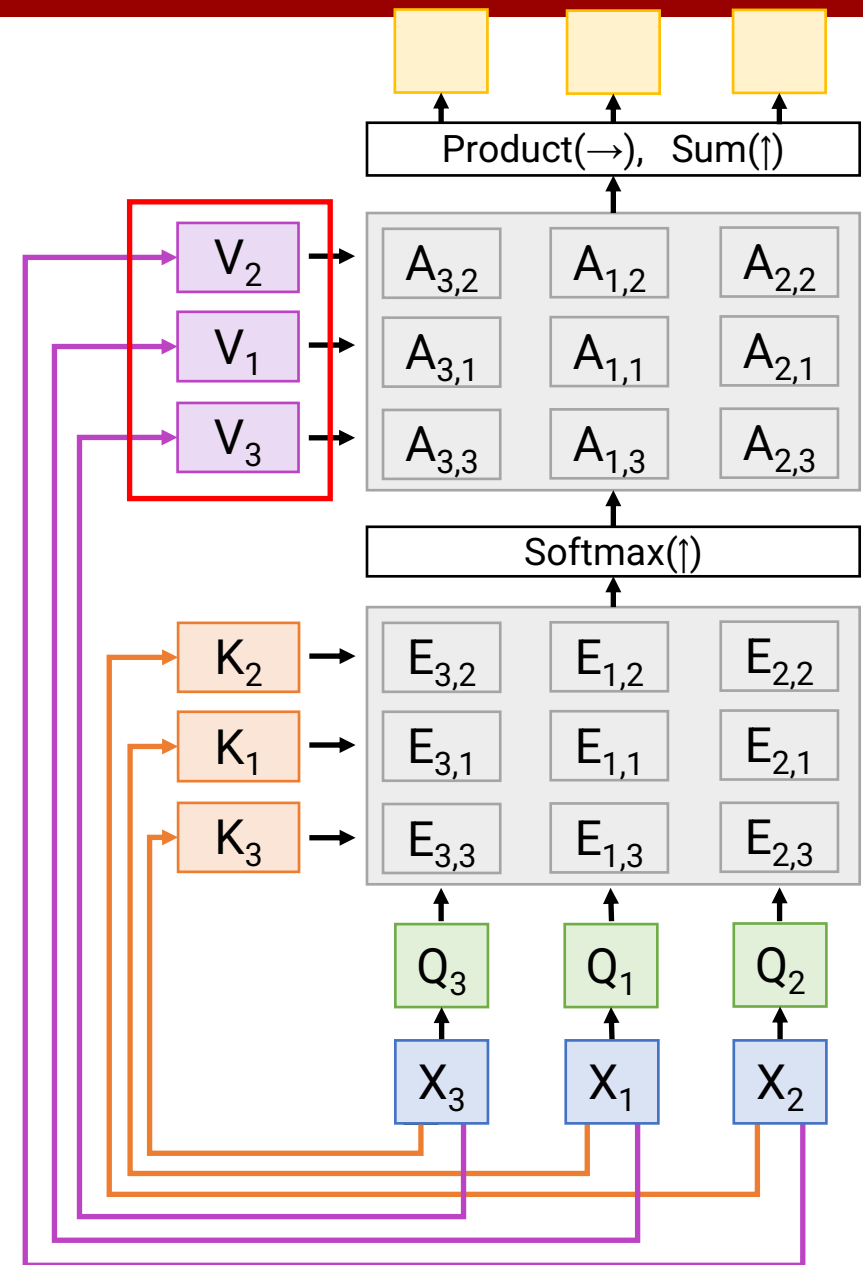 Product(→), Sum(↑)
V₂ A₃,₂ A₁,₂ A₂,₂
V₁ A₃,₁ A₁,₁ A₂,₁
V₃ A₃,₃ A₁,₃ A₂,₃
Softmax(↑)
K₂ E₃,₂ E₁,₂ E₂,₂
K₁ E₃,₁ E₁,₁ E₂,₁
K₃ E₃,₃ E₁,₃ E₂,₃
Q₃ Q₁ Q₂
X₃ X₁ X₂